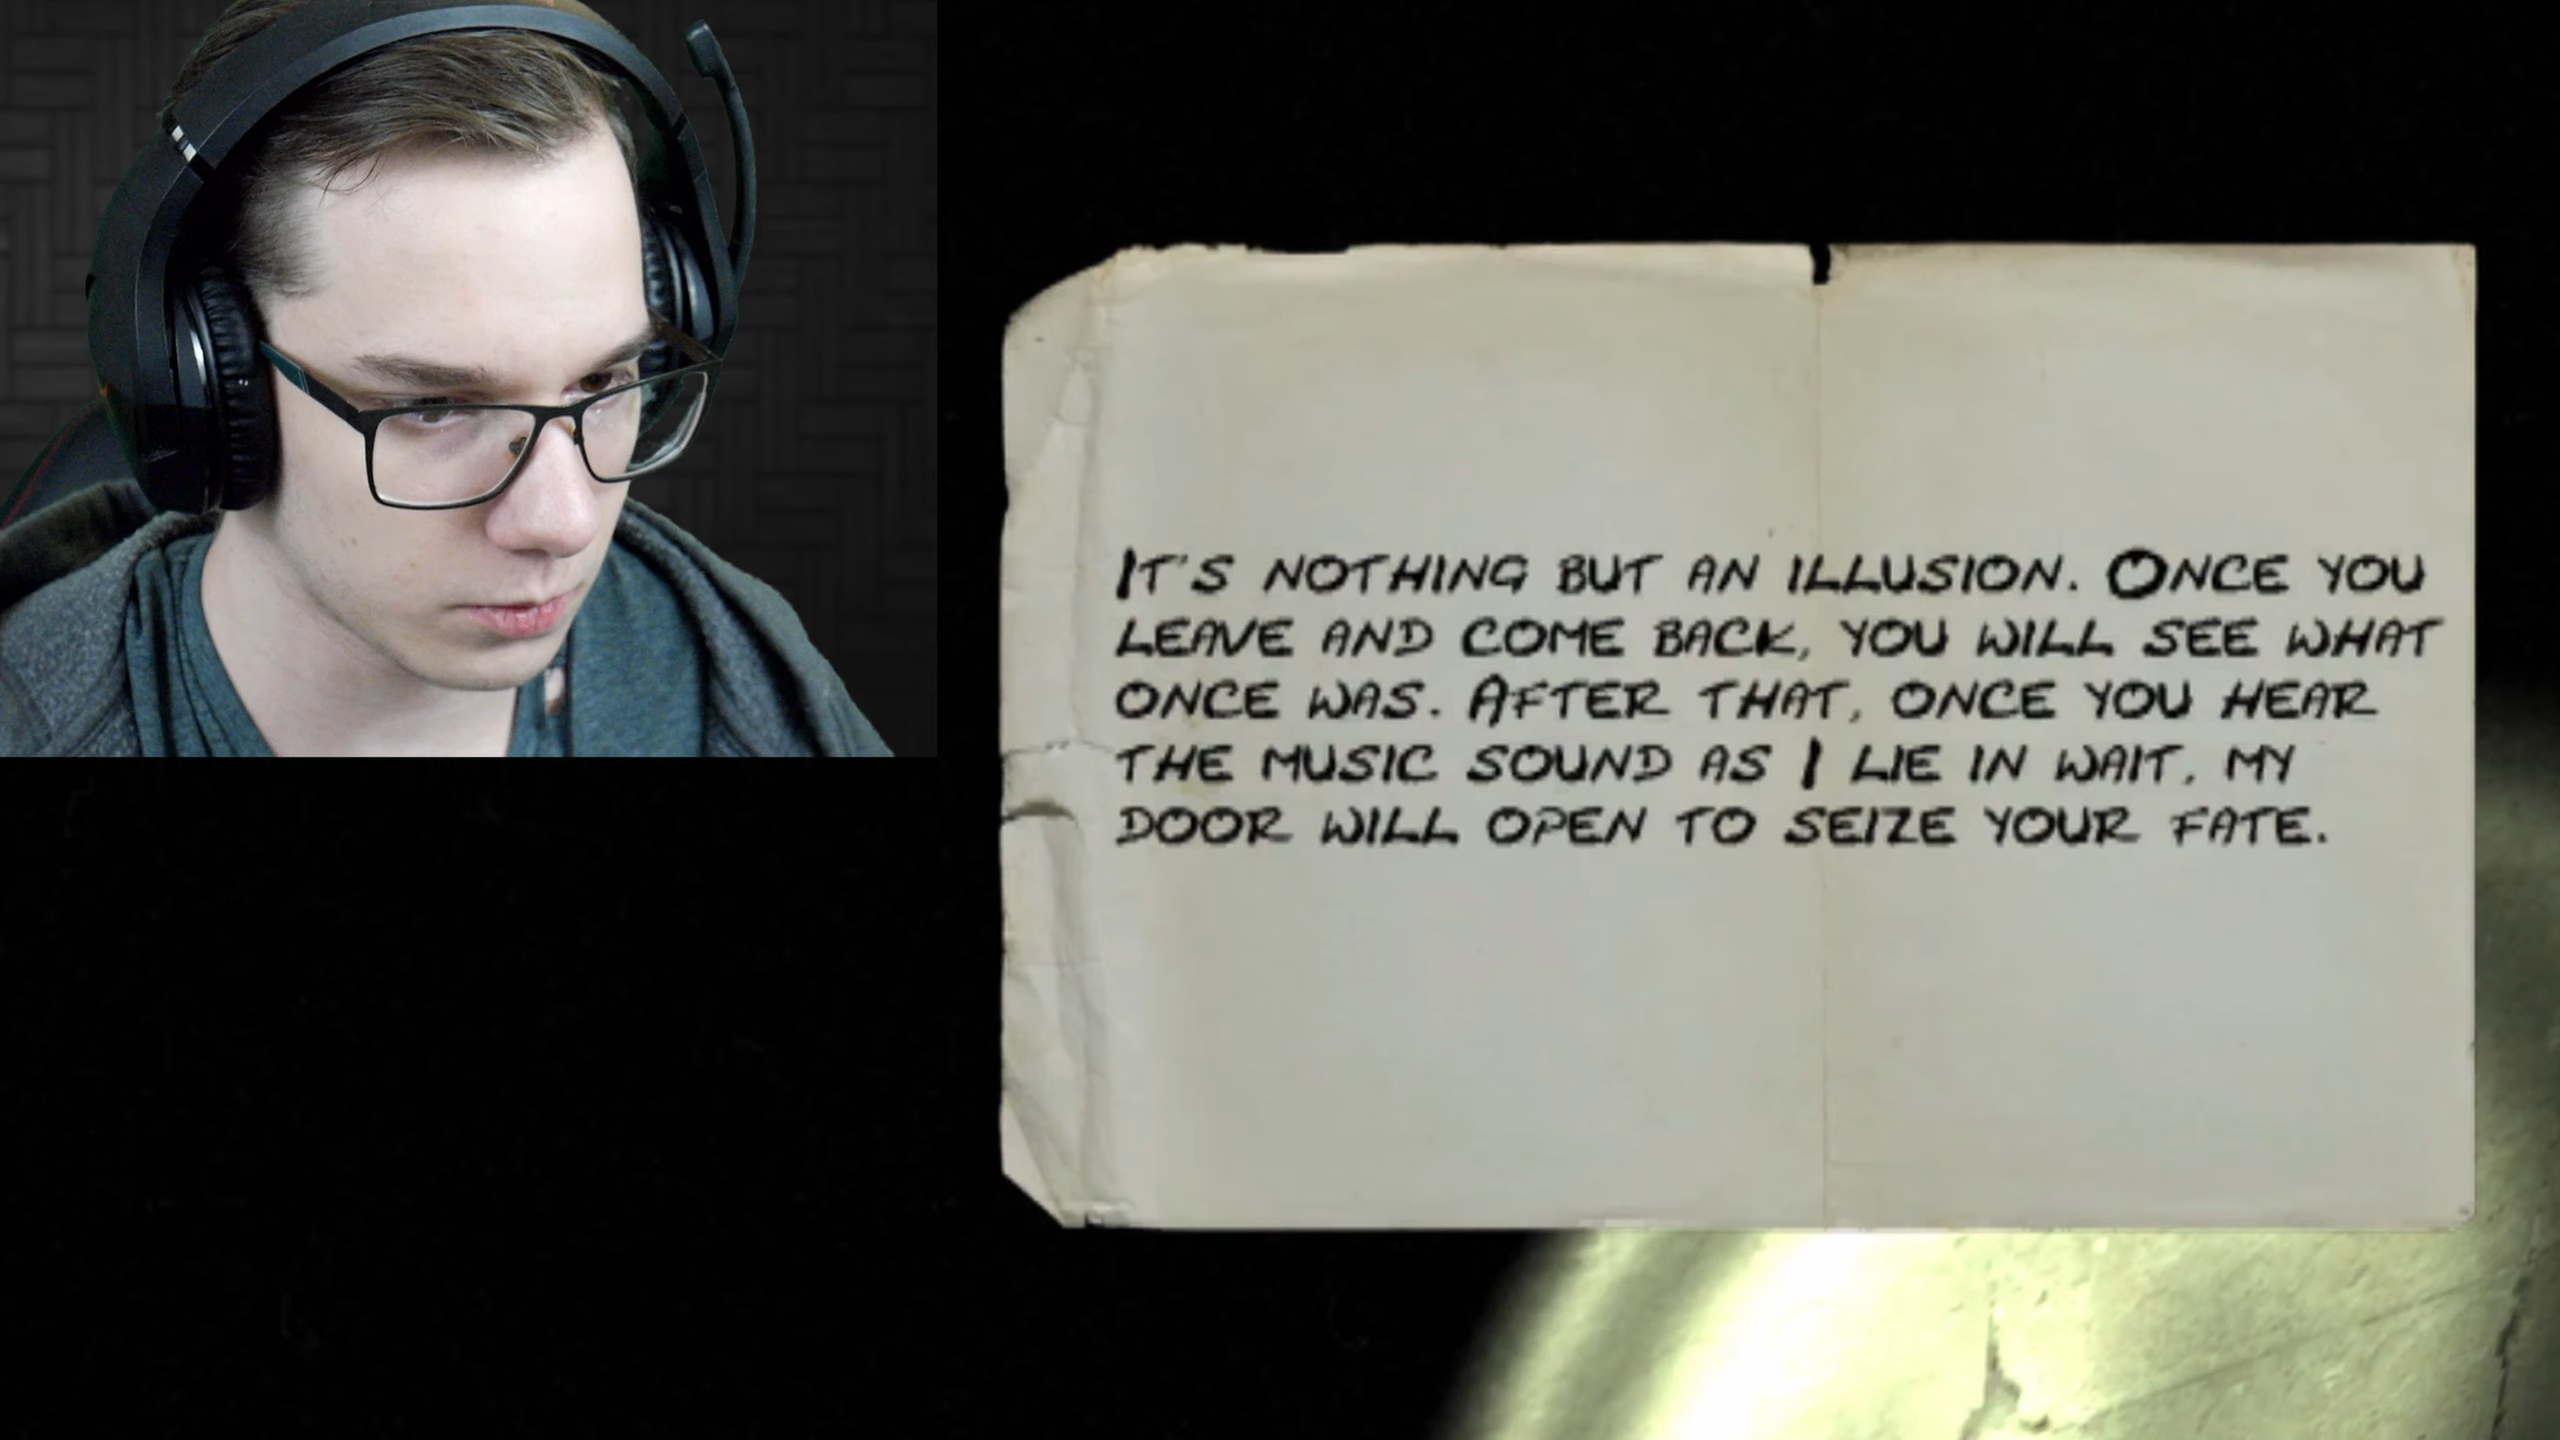 IT'S NOTHING BUT AN ILLUSION. ONCE YOU
LEAVE AND COME BACK, YOU WILL SEE WHAT
ONCE WAS. AFTER THAT, ONCE YOU HEAR
THE MUSIC SOUND AS I LIE IN WAIT, MY
DOOR WILL OPEN TO SEIZE YOUR FATE.